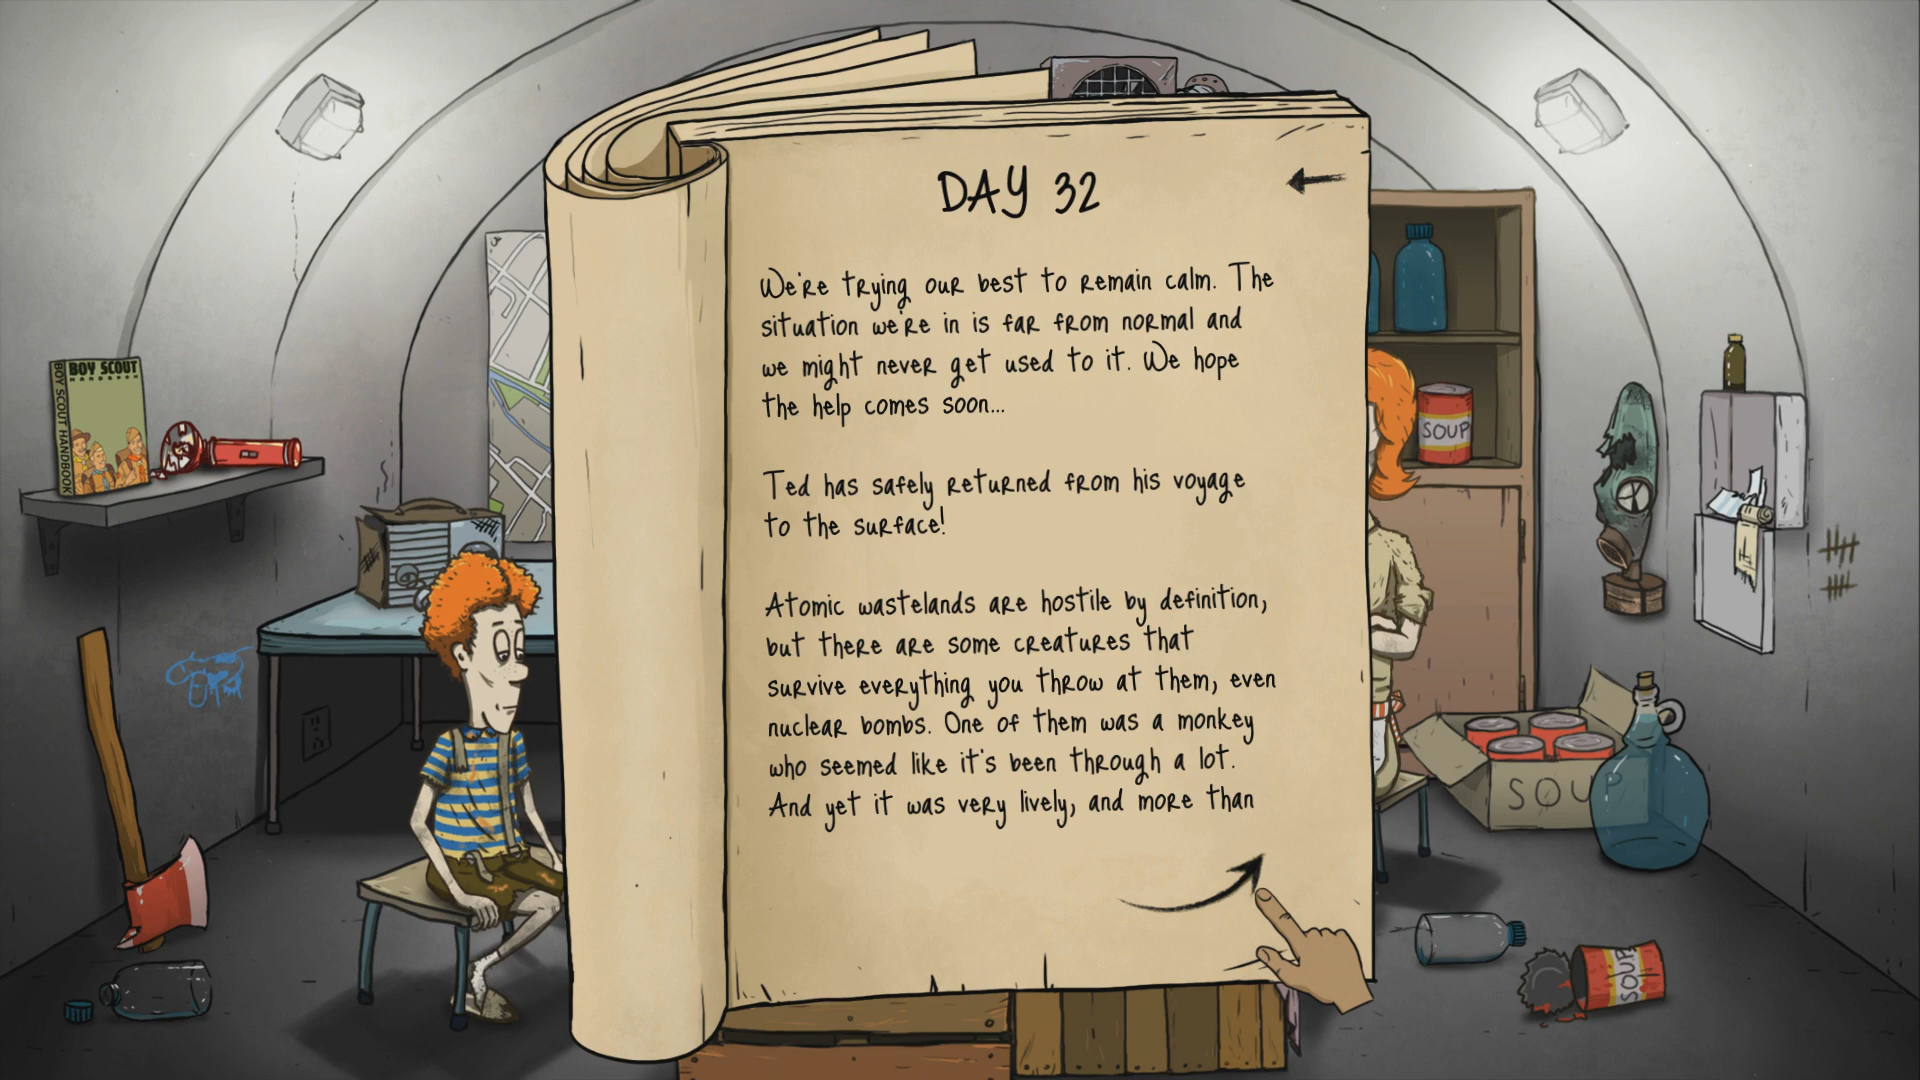 DAY 32
We're trying our best to remain calm. The
situation we're in is far from normal and
we might never get used to it. We hope
the help comes soon...
Ted has safely returned from his voyage
to the surface!
Atomic wastelands are hostile by definition,
but there are some creatures that
survive everything you throw at them, even
nuclear bombs. One of them was a monkey
who seemed like it's been through a lot.
And yet it was very lively, and more than
BOY SCOUT
HANDBOOK
BOY SCOUT HANDBOOK
SOUP
SOUP
SOUP